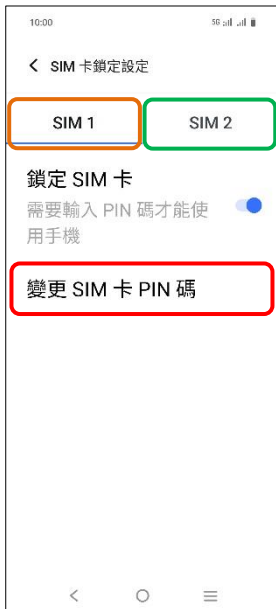 10:00 5G
SIM 卡鎖定設定
SIM 1 SIM 2
鎖定 SIM 卡
需要輸入 PIN 碼才能使
用手機
變更 SIM 卡 PIN 碼